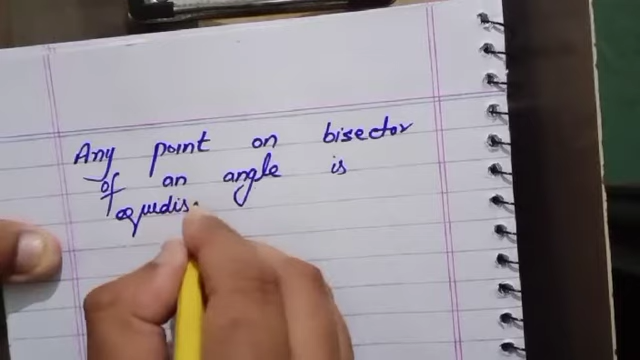 Any point on bisector
of an angle is
equidis